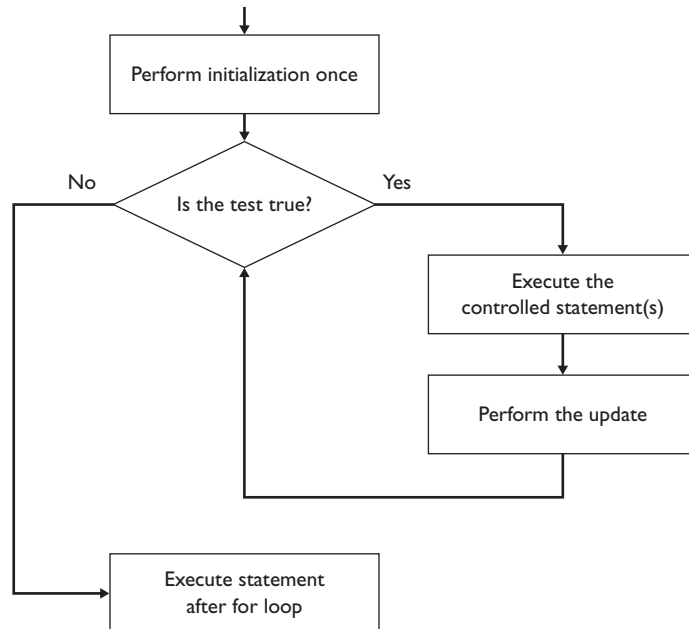 Perform initialization once
No
Yes
Is the test true?
Execute the
controlled statement(s)
Perform the update
Execute statement
after for loop